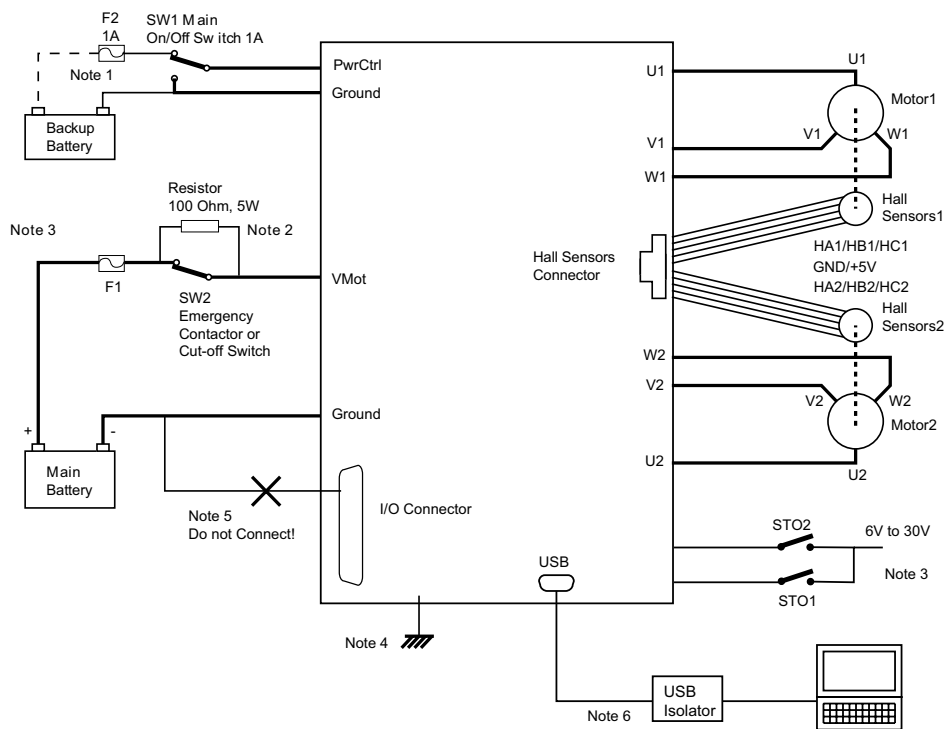 F2
1A
SW1 Main
On/Off Sw itch 1A
Note 1
PwrCtrl
Ground
Backup
Battery
U1
U1
Motor1
V1
W1
V1
W1
Resistor
100 Ohm, 5W
Note 3
Note 2
F1
VMot
SW2
Emergency
Contactor or
Cut-off Switch
Hall Sensors
Connector
Hall
Sensors1
HA1/HB1/HC1
GND/+5V
HA2/HB2/HC2
Hall
Sensors2
W2
V2
V2
W2
Motor2
U2
U2
Ground
+
-
Main
Battery
I/O Connector
Note 5
Do not Connect!
STO2
6V to 30V
Note 3
STO1
USB
Note 4
USB
Isolator
Note 6